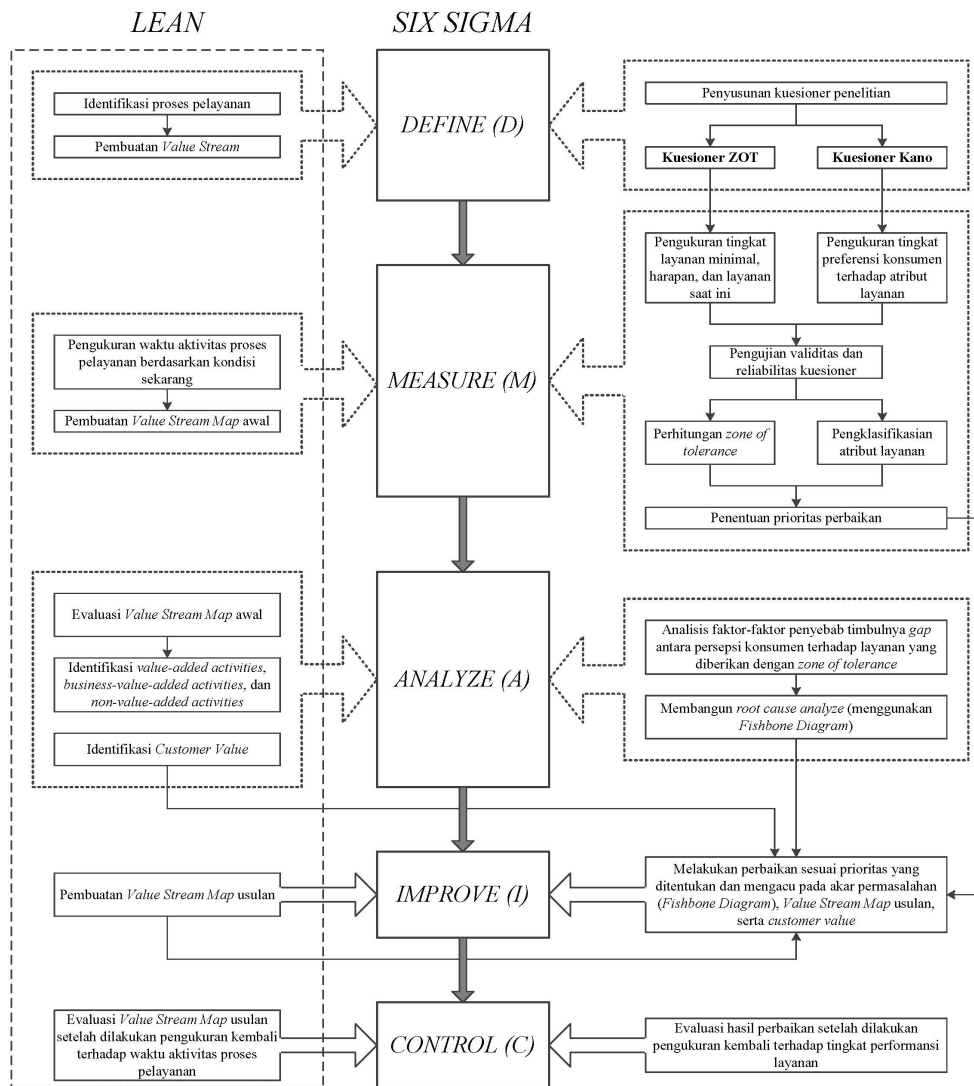 LEAN
SIX SIGMA
Identifikasi proses pelayanan
Pembuatan Value Stream
DEFINE (D)
Penyusunan kuesioner penelitian
Kuesioner ZOT
Kuesioner Kano
Pengukuran waktu aktivitas proses
pelayanan berdasarkan kondisi
sekarang
Pembuatan Value Stream Map awal
MEASURE (M)
Pengukuran tingkat
layanan minimal,
harapan, dan layanan
saat ini
Pengukuran tingkat
preferensi konsumen
terhadap atribut
layanan
Pengujian validitas dan
reliabilitas kuesioner
Perhitungan zone of
tolerance
Pengklasifikasian
atribut layanan
Penentuan prioritas perbaikan
Evaluasi Value Stream Map awal
Identifikasi value-added activities,
business-value-added activities, dan
non-value-added activities
Identifikasi Customer Value
ANALYZE (A)
Analisis faktor-faktor penyebab timbulnya gap
antara persepsi konsumen terhadap layanan yang
diberikan dengan zone of tolerance
Membangun root cause analyze (menggunakan
Fishbone Diagram)
Pembuatan Value Stream Map usulan
IMPROVE (I)
Melakukan perbaikan sesuai prioritas yang
ditentukan dan mengacu pada akar permasalahan
(Fishbone Diagram), Value Stream Map usulan,
serta customer value
Evaluasi Value Stream Map usulan
setelah dilakukan pengukuran kembali
terhadap waktu aktivitas proses
pelayanan
CONTROL (C)
Evaluasi hasil perbaikan setelah dilakukan
pengukuran kembali terhadap tingkat performansi
layanan